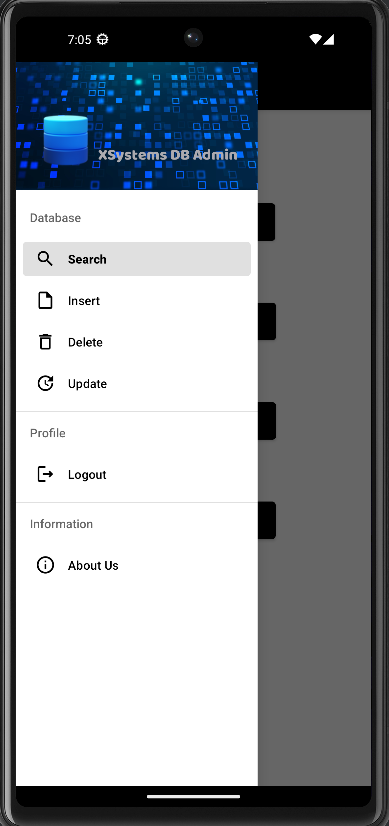 7:05
XSystems DB Admin
Database
Search
Insert
Delete
Update
Profile
Logout
Information
About Us